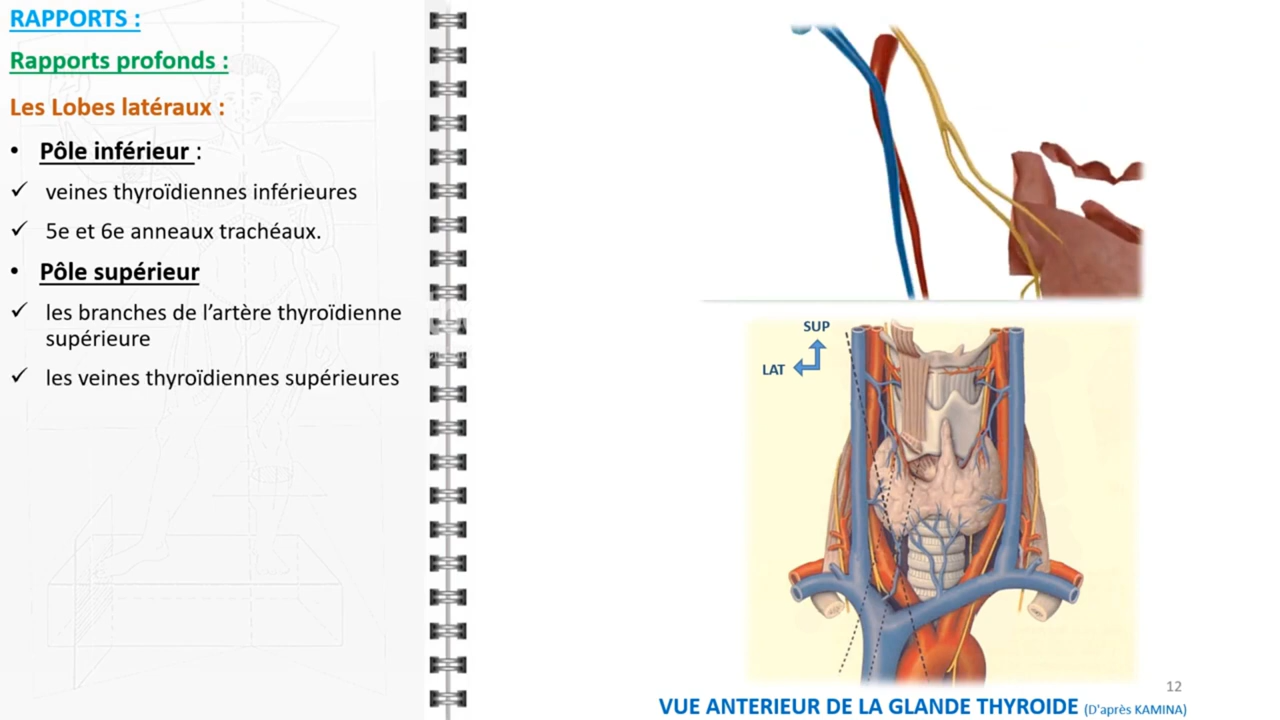 RAPPORTS :
Rapports profonds :
Les Lobes latéraux :
• Pôle inférieur :
✓ veines thyroïdiennes inférieures
✓ 5e et 6e anneaux trachéaux.
• Pôle supérieur
✓ les branches de l’artère thyroïdienne
supérieure
✓ les veines thyroïdiennes supérieures
SUP
LAT
12
VUE ANTERIEUR DE LA GLANDE THYROIDE (D'après KAMINA)